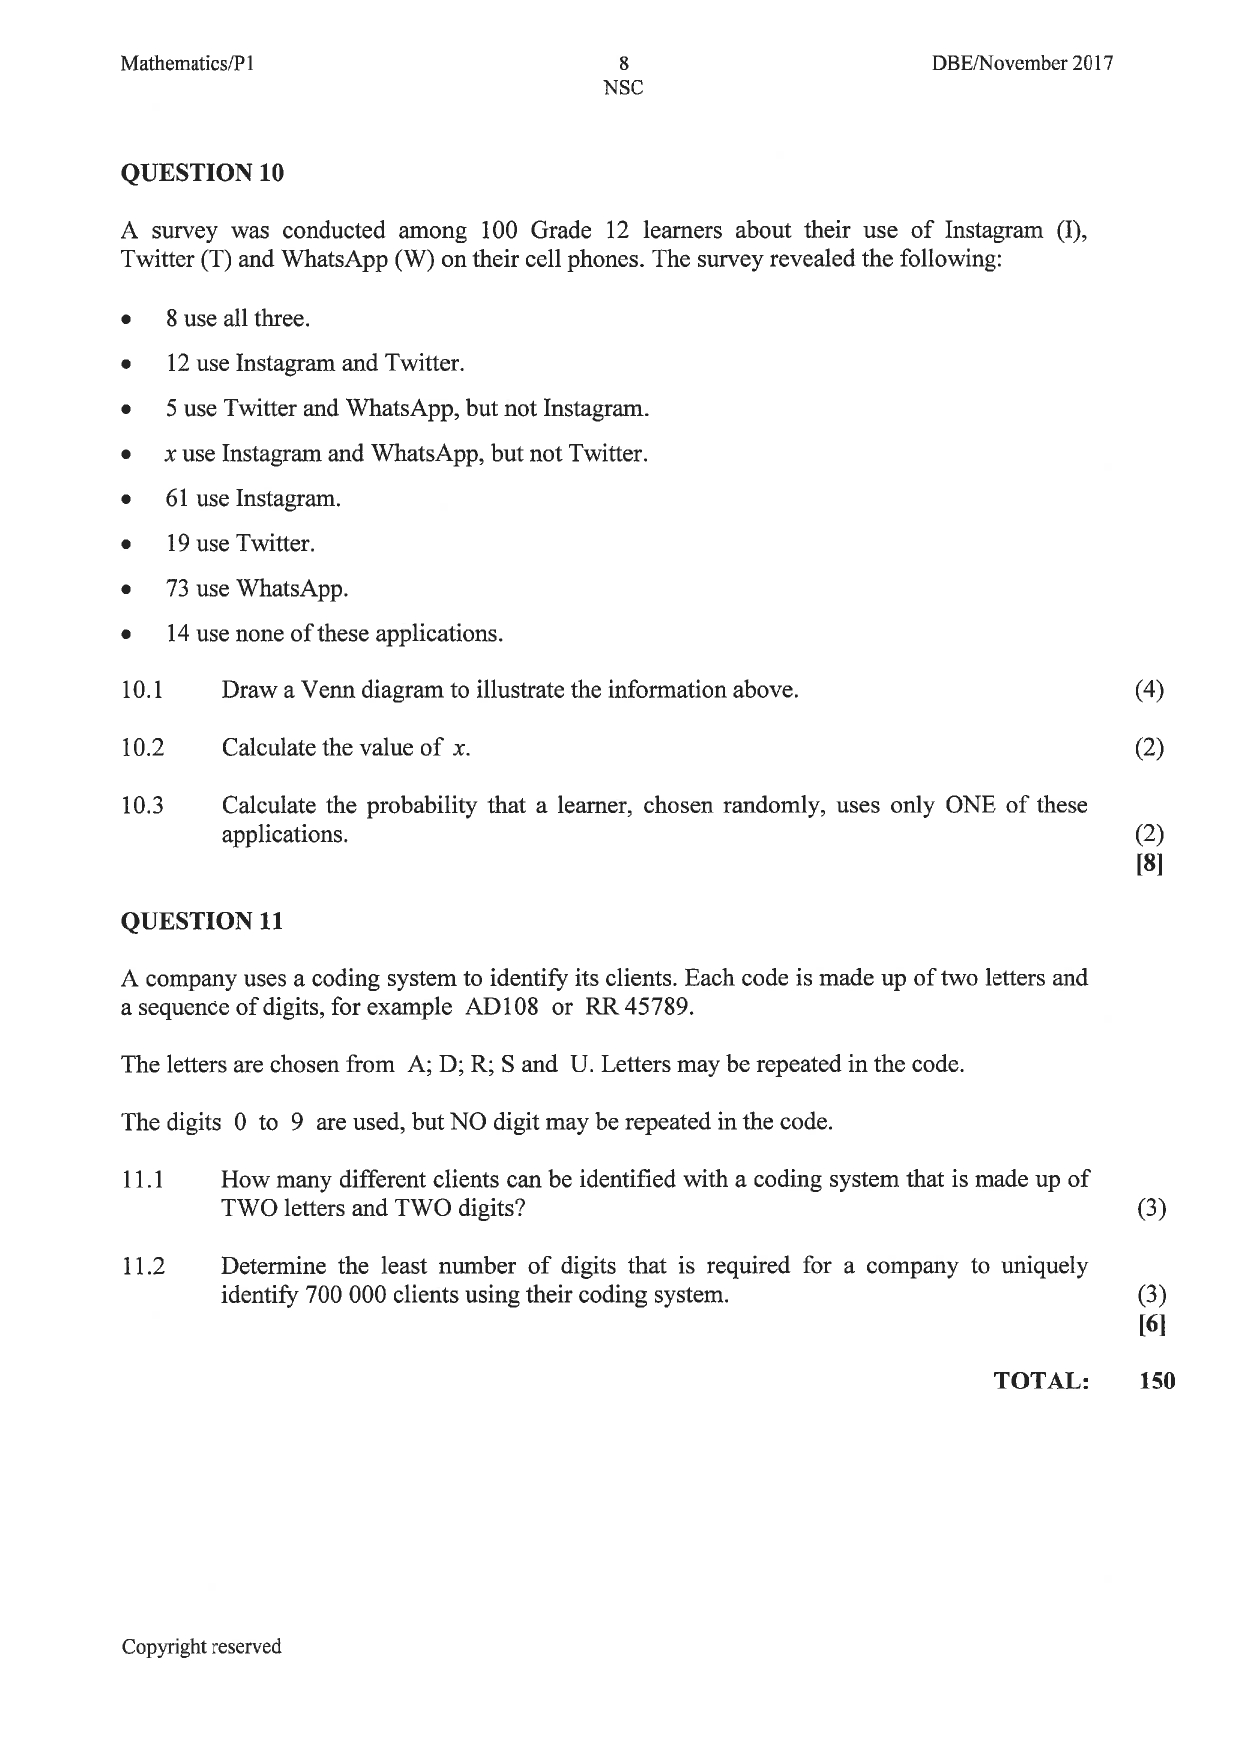 Mathematics/P1 8 DBE/November 2017
NSC
QUESTION 10
A survey was conducted among 100 Grade 12 learners about their use of Instagram (I),
Twitter (T) and WhatsApp (W) on their cell phones. The survey revealed the following:
• 8 use all three.
• 12 use Instagram and Twitter.
• 5 use Twitter and WhatsApp, but not Instagram.
• x use Instagram and WhatsApp, but not Twitter.
• 61 use Instagram.
• 19 use Twitter.
• 73 use WhatsApp.
• 14 use none of these applications.
10.1 Draw a Venn diagram to illustrate the information above. (4)
10.2 Calculate the value of x. (2)
10.3 Calculate the probability that a learner, chosen randomly, uses only ONE of these
applications. (2)
[8]
QUESTION 11
A company uses a coding system to identify its clients. Each code is made up of two letters and
a sequence of digits, for example AD108 or RR 45789.
The letters are chosen from A; D; R; S and U. Letters may be repeated in the code.
The digits 0 to 9 are used, but NO digit may be repeated in the code.
11.1 How many different clients can be identified with a coding system that is made up of
TWO letters and TWO digits? (3)
11.2 Determine the least number of digits that is required for a company to uniquely
identify 700 000 clients using their coding system. (3)
[6]
TOTAL: 150
Copyright reserved